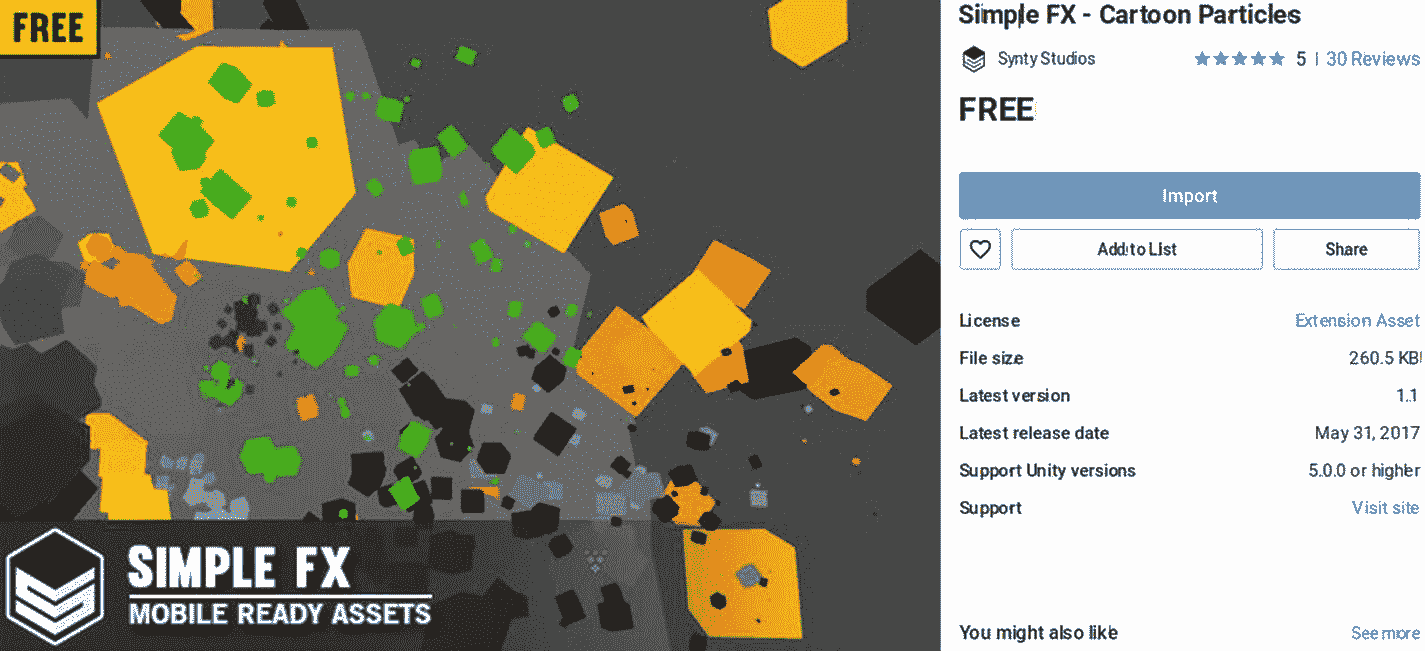 FREE
SIMPLE FX
MOBILE READY ASSETS
Simple FX - Cartoon Particles
Synty Studios 5 | 30 Reviews
FREE
Import
Add to List Share
License Extension Asset
File size 260.5 KB
Latest version 1.1
Latest release date May 31, 2017
Support Unity versions 5.0.0 or higher
Support Visit site
You might also like See more